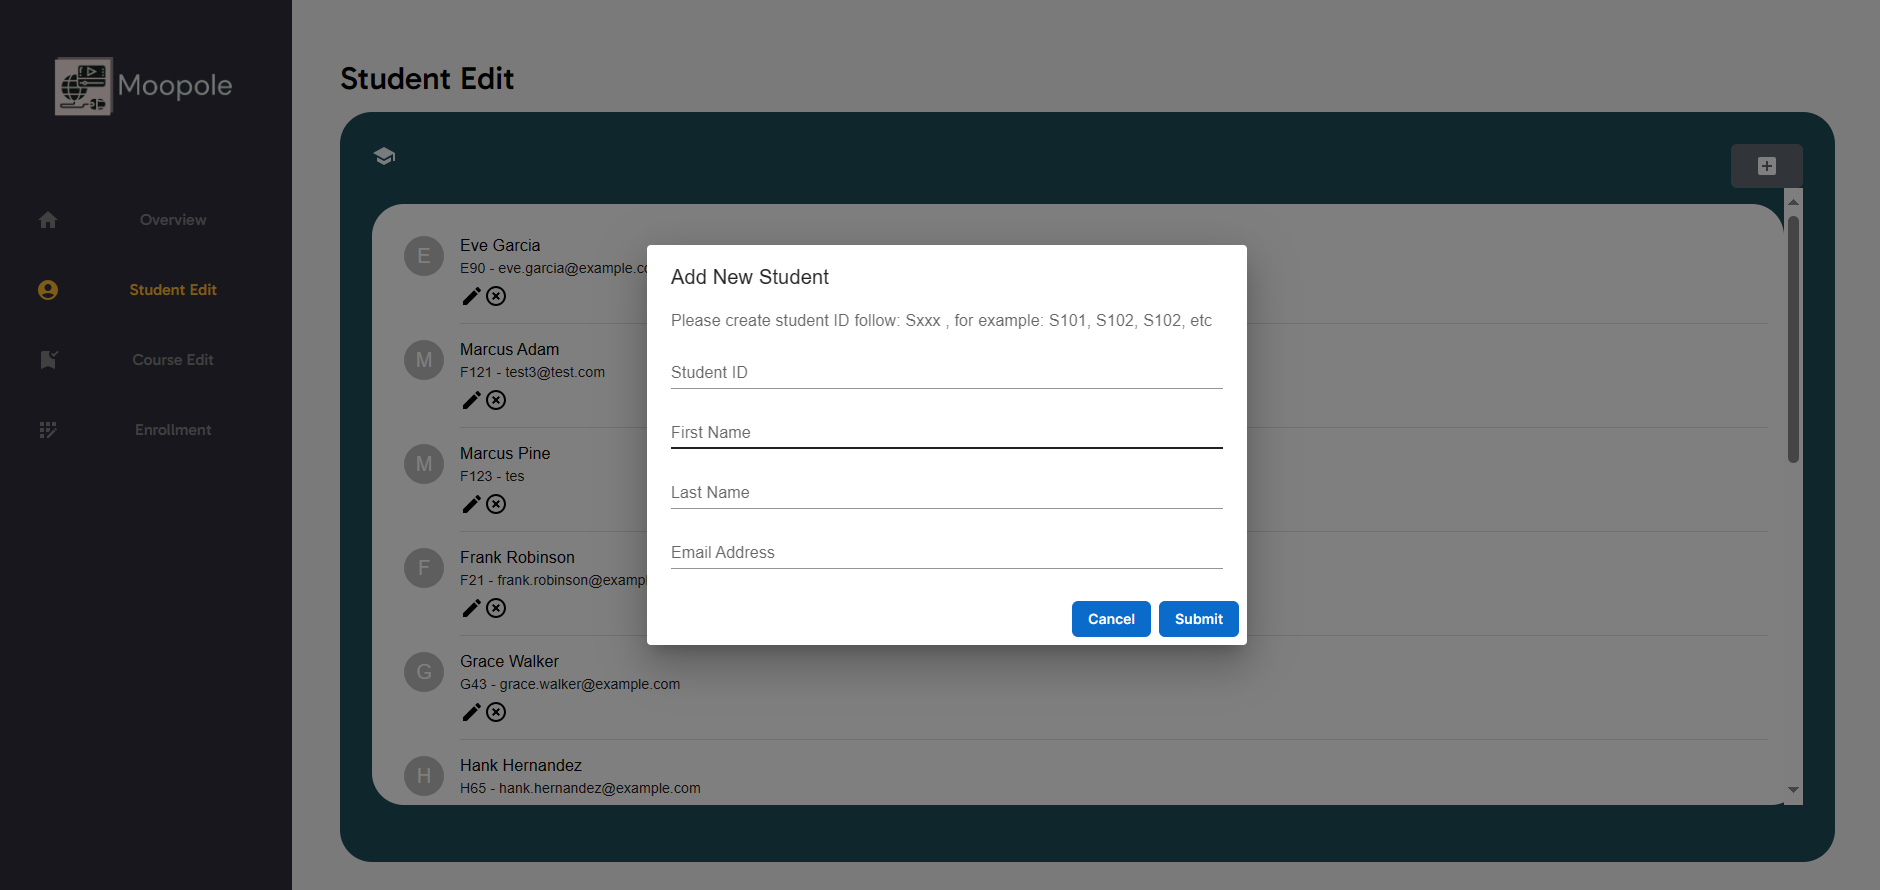 Moopole
Overview
Student Edit
Course Edit
Enrollment
Student Edit
E
Eve Garcia
E90 - eve.garcia@example.co
M
Marcus Adam
F121 - test3@test.com
M
Marcus Pine
F123 - tes
F
Frank Robinson
F21 - frank.robinson@exampl
G
Grace Walker
G43 - grace.walker@example.com
H
Hank Hernandez
H65 - hank.hernandez@example.com
Add New Student
Please create student ID follow: Sxxx , for example: S101, S102, S102, etc
Student ID
First Name
Last Name
Email Address
Cancel Submit